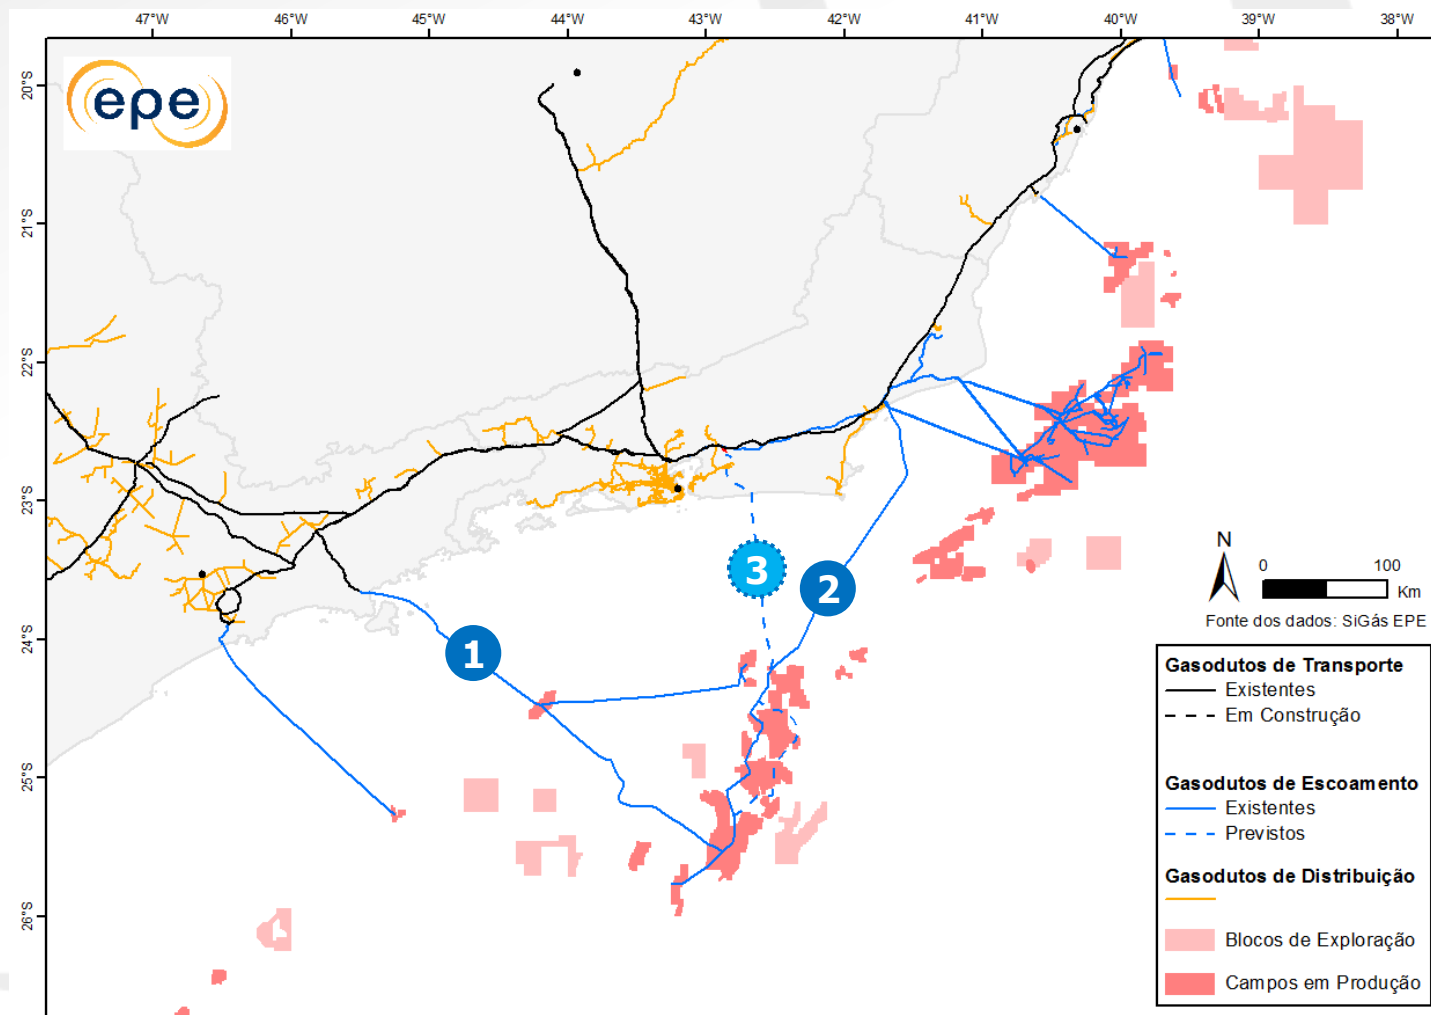 47°W 46°W 45°W 44°W 43°W 42°W 41°W 40°W 39°W 38°W
20°S
epe
21°S
22°S
23°S
3
2
N
0 100
Km
Fonte dos dados: SiGás EPE
24°S
1
Gasodutos de Transporte
Existentes
Em Construção
25°S
Gasodutos de Escoamento
Existentes
Previstos
Gasodutos de Distribuição
26°S
Blocos de Exploração
Campos em Produção